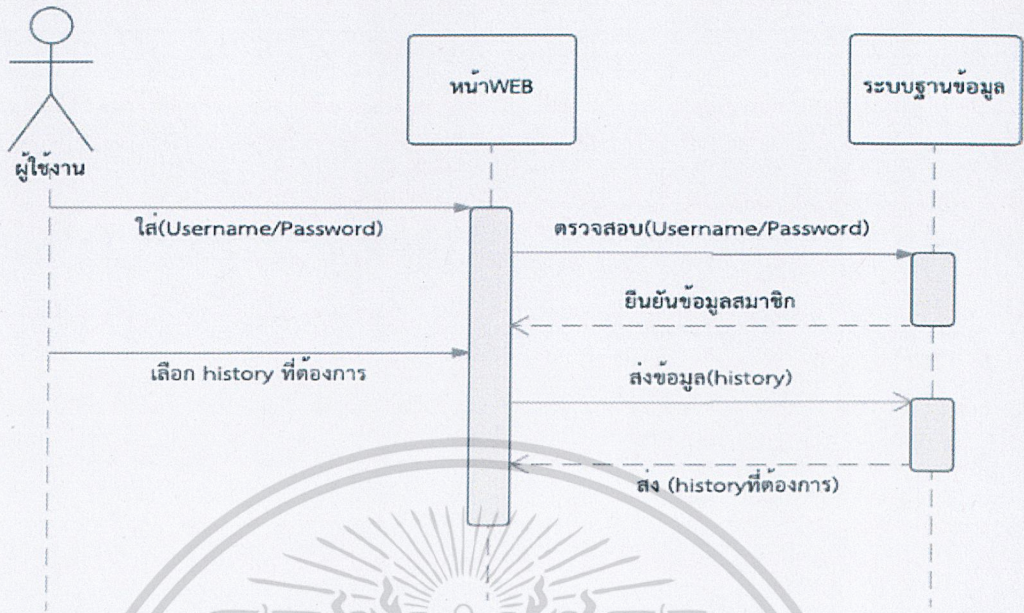 หน้าWEB
ระบบฐานข้อมูล
ผู้ใช้งาน
ใส่(Username/Password)
ตรวจสอบ(Username/Password)
ยืนยันข้อมูลสมาชิก
เลือก history ที่ต้องการ
ส่งข้อมูล(history)
ส่ง (historyที่ต้องการ)